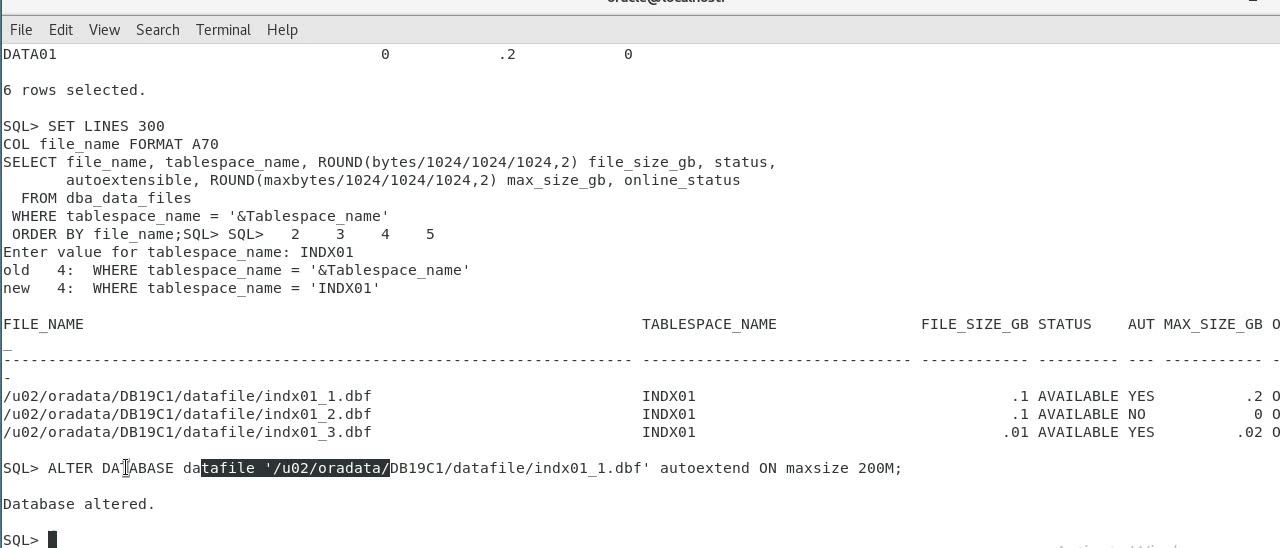 File Edit View Search Terminal Help
DATA01 0 .2 0
6 rows selected.
SQL> SET LINES 300
COL file_name FORMAT A70
SELECT file_name, tablespace_name, ROUND(bytes/1024/1024/1024,2) file_size_gb, status,
autoextensible, ROUND(maxbytes/1024/1024/1024,2) max_size_gb, online_status
FROM dba_data_files
WHERE tablespace_name = '&Tablespace_name'
ORDER BY file_name;SQL> SQL> 2 3 4 5
Enter value for tablespace_name: INDX01
old 4: WHERE tablespace_name = '&Tablespace_name'
new 4: WHERE tablespace_name = 'INDX01'
FILE_NAME TABLESPACE_NAME FILE_SIZE_GB STATUS AUT MAX_SIZE_GB O
_
---------------------------------------------------------------------- ------------------------------ ------------ --------- --- ----------- -
-
/u02/oradata/DB19C1/datafile/indx01_1.dbf INDX01 .1 AVAILABLE YES .2 O
/u02/oradata/DB19C1/datafile/indx01_2.dbf INDX01 .1 AVAILABLE NO 0 O
/u02/oradata/DB19C1/datafile/indx01_3.dbf INDX01 .01 AVAILABLE YES .02 O
SQL> ALTER DATABASE datafile '/u02/oradata/DB19C1/datafile/indx01_1.dbf' autoextend ON maxsize 200M;
Database altered.
SQL>